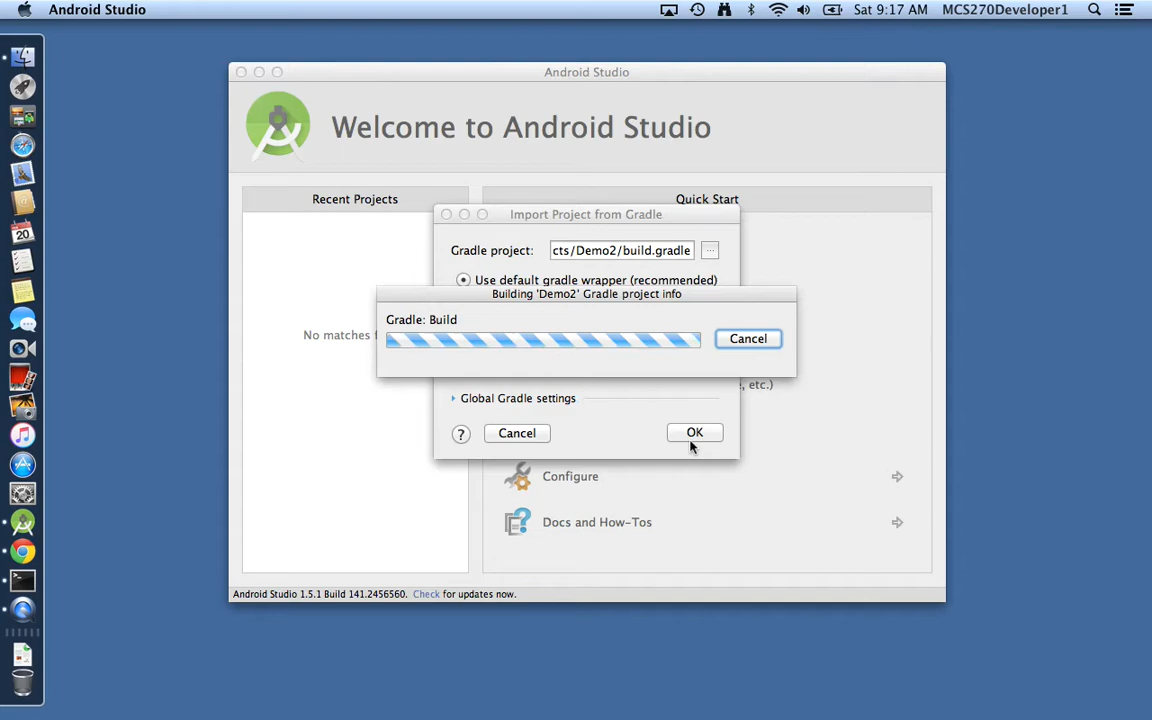 Android Studio
Sat 9:17 AM
MCS270Developer1
Android Studio
Welcome to Android Studio
Recent Projects
Quick Start
Import Project from Gradle
Gradle project:
cts/Demo2/build.gradle
...
Use default gradle wrapper (recommended)
Building 'Demo2' Gradle project info
Gradle: Build
No matches
Cancel
, etc.)
Global Gradle settings
?
Cancel
OK
Configure
Docs and How-Tos
Android Studio 1.5.1 Build 141.2456560. Check for updates now.
20